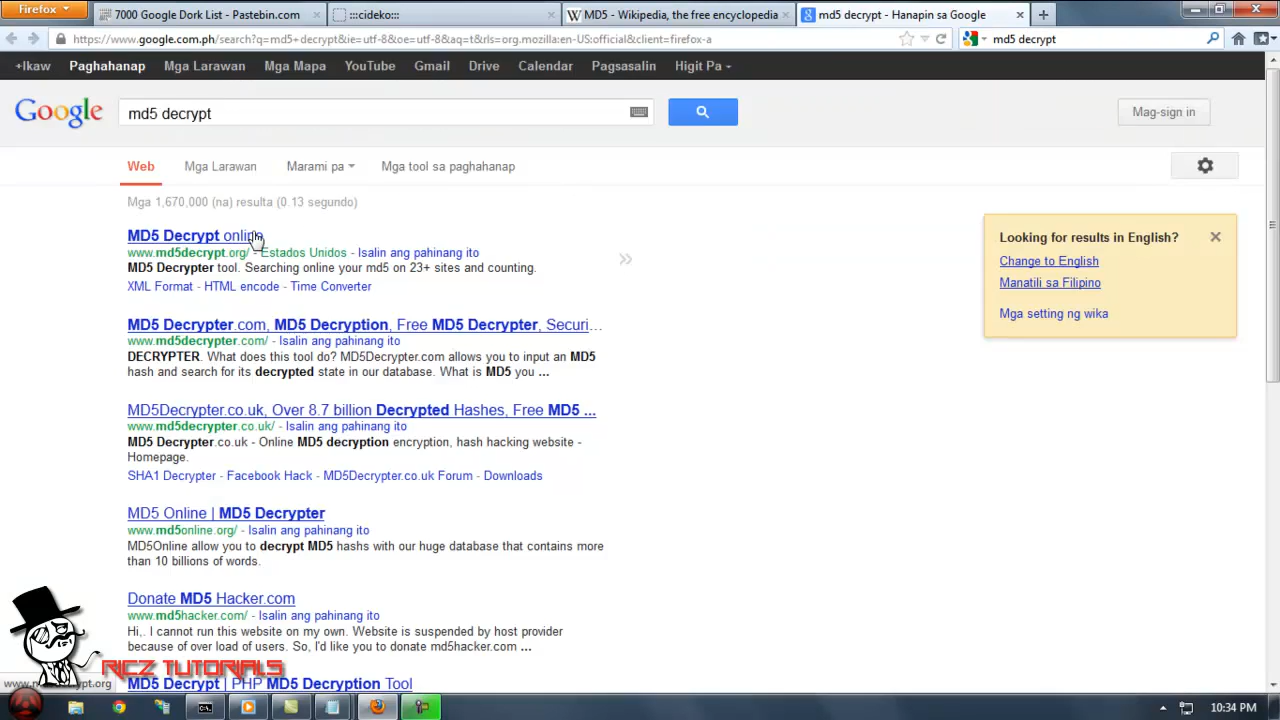 Firefox
7000 Google Dork List - Pastebin.com
:::cideko:::
MD5 - Wikipedia, the free encyclopedia
md5 decrypt - Hanapin sa Google
https://www.google.com.ph/search?q=md5+decrypt&ie=utf-8&oe=utf-8&aq=t&rls=org.mozilla:en-US:official&client=firefox-a
md5 decrypt
+Ikaw Paghahanap Mga Larawan Mga Mapa YouTube Gmail Drive Calendar Pagsasalin Higit Pa
Google
md5 decrypt
Mag-sign in
Web Mga Larawan Marami pa Mga tool sa paghahanap
Mga 1,670,000 (na) resulta (0.13 segundo)
MD5 Decrypt online
www.md5decrypt.org/ - Estados Unidos - Isalin ang pahinang ito
MD5 Decrypter tool. Searching online your md5 on 23+ sites and counting.
XML Format - HTML encode - Time Converter
MD5 Decrypter.com, MD5 Decryption, Free MD5 Decrypter, Securi...
www.md5decrypter.com/ - Isalin ang pahinang ito
DECRYPTER. What does this tool do? MD5Decrypter.com allows you to input an MD5
hash and search for its decrypted state in our database. What is MD5 you ...
MD5Decrypter.co.uk, Over 8.7 billion Decrypted Hashes, Free MD5 ...
www.md5decrypter.co.uk/ - Isalin ang pahinang ito
MD5 Decrypter.co.uk - Online MD5 decryption encryption, hash hacking website -
Homepage.
SHA1 Decrypter - Facebook Hack - MD5Decrypter.co.uk Forum - Downloads
MD5 Online | MD5 Decrypter
www.md5online.org/ - Isalin ang pahinang ito
MD5Online allow you to decrypt MD5 hashs with our huge database that contains more
than 10 billions of words.
Donate MD5 Hacker.com
www.md5hacker.com/ - Isalin ang pahinang ito
Hi,. I cannot run this website on my own. Website is suspended by host provider
because of over load of users. So, I'd like you to donate md5hacker.com ...
MD5 Decrypt | PHP MD5 Decryption Tool
Looking for results in English?
Change to English
Manatili sa Filipino
Mga setting ng wika
RICZ TUTORIALS
10:34 PM